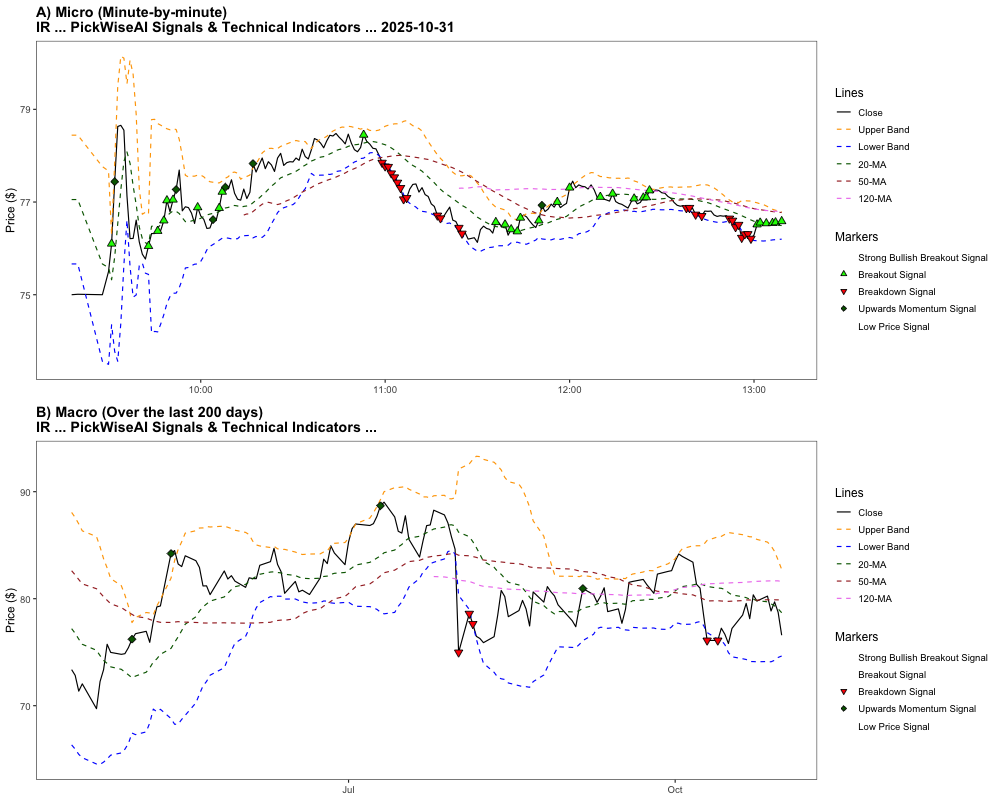 A) Micro (Minute-by-minute)
IR ... PickWiseAI Signals & Technical Indicators ... 2025-10-31
Price ($)
79
77
75
10:00
11:00
12:00
13:00
Lines
Close
Upper Band
Lower Band
20-MA
50-MA
120-MA
Markers
Strong Bullish Breakout Signal
Breakout Signal
Breakdown Signal
Upwards Momentum Signal
Low Price Signal
B) Macro (Over the last 200 days)
IR ... PickWiseAI Signals & Technical Indicators ...
Price ($)
90
80
70
Jul
Oct
Lines
Close
Upper Band
Lower Band
20-MA
50-MA
120-MA
Markers
Strong Bullish Breakout Signal
Breakout Signal
Breakdown Signal
Upwards Momentum Signal
Low Price Signal